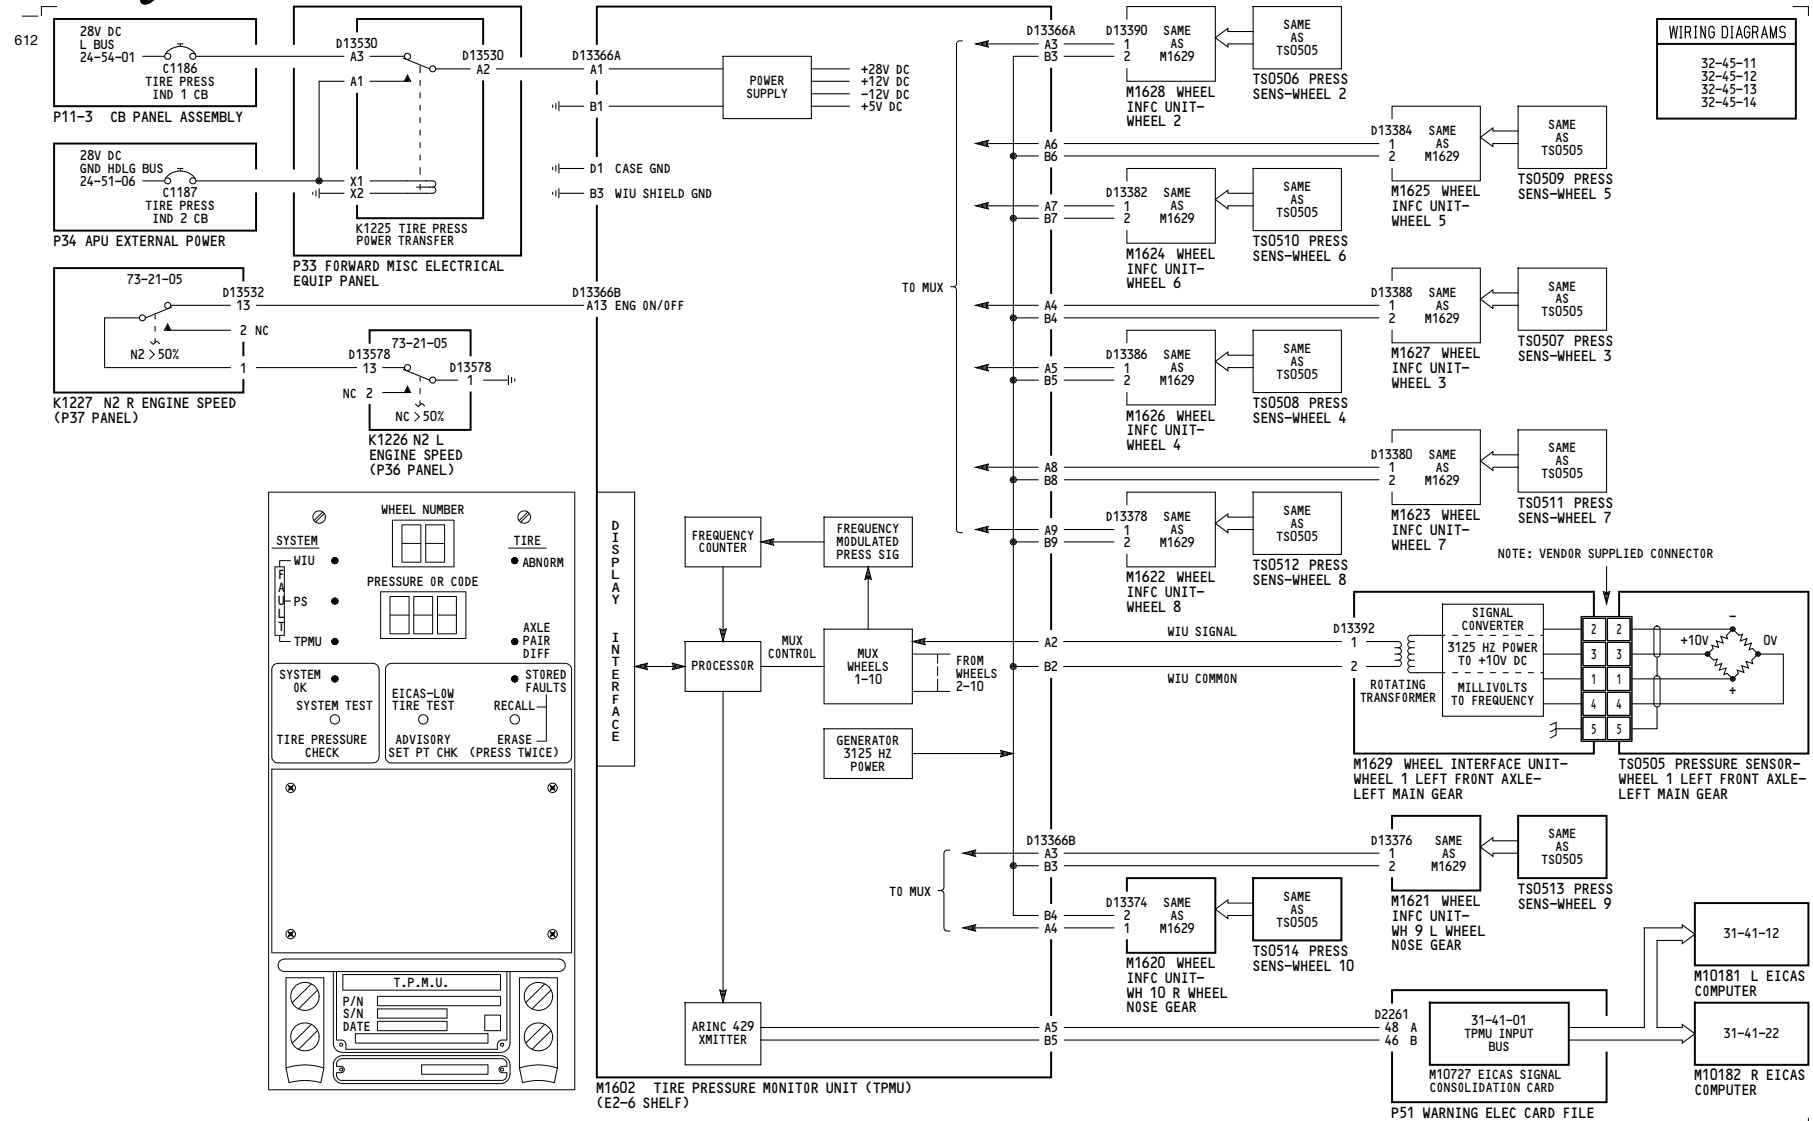 612
28V DC
L BUS
24-54-01
C1186
TIRE PRESS
IND 1 CB
P11-3 CB PANEL ASSEMBLY
28V DC
GND HDLG BUS
24-51-06
C1187
TIRE PRESS
IND 2 CB
P34 APU EXTERNAL POWER
D13530
A3
A1
X1
X2
D13530
A2
K1225 TIRE PRESS
POWER TRANSFER
P33 FORWARD MISC ELECTRICAL
EQUIP PANEL
73-21-05
D13532
13
2 NC
N2 >50%
1
K1227 N2 R ENGINE SPEED
(P37 PANEL)
73-21-05
D13578
13
D13578
1
NC 2
NC >50%
K1226 N2 L
ENGINE SPEED
(P36 PANEL)
D13366A
A1
B1
D1 CASE GND
B3 WIU SHIELD GND
D13366B
A13 ENG ON/OFF
POWER
SUPPLY
+28V DC
+12V DC
-12V DC
+5V DC
WHEEL NUMBER
SYSTEM
TIRE
WIU
ABNORM
FAULT
PRESSURE OR CODE
PS
TPMU
AXLE
PAIR
DIFF
SYSTEM
OK
SYSTEM TEST
TIRE PRESSURE
CHECK
EICAS-LOW
TIRE TEST
ADVISORY
SET PT CHK
STORED
FAULTS
RECALL
ERASE
(PRESS TWICE)
T.P.M.U.
P/N
S/N
DATE
DISPLAY INTERFACE
FREQUENCY
COUNTER
FREQUENCY
MODULATED
PRESS SIG
PROCESSOR
MUX
CONTROL
MUX
WHEELS
1-10
FROM
WHEELS
2-10
GENERATOR
3125 HZ
POWER
ARINC 429
XMITTER
M1602 TIRE PRESSURE MONITOR UNIT (TPMU)
(E2-6 SHELF)
TO MUX
D13366A
A3
B3
D13390
1
2
SAME
AS
M1629
SAME
AS
TS0505
M1628 WHEEL
INFC UNIT-
WHEEL 2
TS0506 PRESS
SENS-WHEEL 2
A6
B6
D13384
1
2
SAME
AS
M1629
SAME
AS
TS0505
M1625 WHEEL
INFC UNIT-
WHEEL 5
TS0509 PRESS
SENS-WHEEL 5
A7
B7
D13382
1
2
SAME
AS
M1629
SAME
AS
TS0505
M1624 WHEEL
INFC UNIT-
WHEEL 6
TS0510 PRESS
SENS-WHEEL 6
A4
B4
D13388
1
2
SAME
AS
M1629
SAME
AS
TS0505
M1627 WHEEL
INFC UNIT-
WHEEL 3
TS0507 PRESS
SENS-WHEEL 3
A5
B5
D13386
1
2
SAME
AS
M1629
SAME
AS
TS0505
M1626 WHEEL
INFC UNIT-
WHEEL 4
TS0508 PRESS
SENS-WHEEL 4
A8
B8
D13380
1
2
SAME
AS
M1629
SAME
AS
TS0505
M1623 WHEEL
INFC UNIT-
WHEEL 7
TS0511 PRESS
SENS-WHEEL 7
A9
B9
D13378
1
2
SAME
AS
M1629
SAME
AS
TS0505
M1622 WHEEL
INFC UNIT-
WHEEL 8
TS0512 PRESS
SENS-WHEEL 8
NOTE: VENDOR SUPPLIED CONNECTOR
A2
WIU SIGNAL
B2
WIU COMMON
D13392
1
2
ROTATING
TRANSFORMER
SIGNAL
CONVERTER
3125 HZ POWER
TO +10V DC
MILLIVOLTS
TO FREQUENCY
2 2
3 3
1 1
4 4
5 5
−
+10V
0V
+
M1629 WHEEL INTERFACE UNIT-
WHEEL 1 LEFT FRONT AXLE-
LEFT MAIN GEAR
TS0505 PRESSURE SENSOR-
WHEEL 1 LEFT FRONT AXLE-
LEFT MAIN GEAR
TO MUX
D13366B
A3
B3
D13376
1
2
SAME
AS
M1629
SAME
AS
TS0505
M1621 WHEEL
INFC UNIT-
WH 9 L WHEEL
NOSE GEAR
TS0513 PRESS
SENS-WHEEL 9
B4
A4
D13374
2
1
SAME
AS
M1629
SAME
AS
TS0505
M1620 WHEEL
INFC UNIT-
WH 10 R WHEEL
NOSE GEAR
TS0514 PRESS
SENS-WHEEL 10
A5
B5
D2261
48 A
46 B
31-41-01
TPMU INPUT
BUS
M10727 EICAS SIGNAL
CONSOLIDATION CARD
P51 WARNING ELEC CARD FILE
31-41-12
M10181 L EICAS
COMPUTER
31-41-22
M10182 R EICAS
COMPUTER
WIRING DIAGRAMS
32-45-11
32-45-12
32-45-13
32-45-14